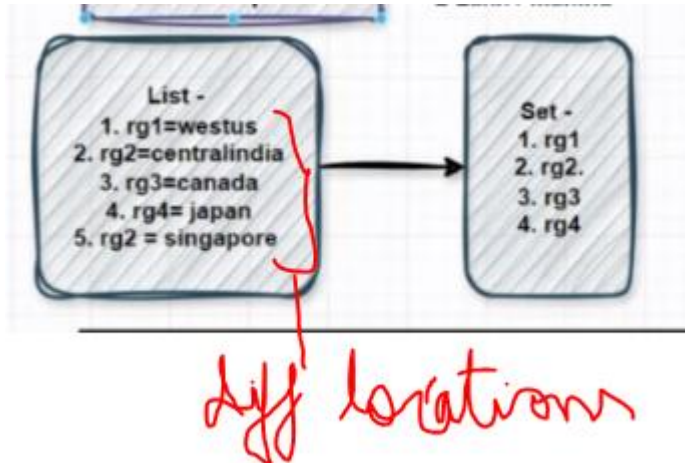 List -
1. rg1=westus
2. rg2=centralindia
3. rg3=canada
4. rg4= japan
5. rg2 = singapore
Set -
1. rg1
2. rg2.
3. rg3
4. rg4
diff locations